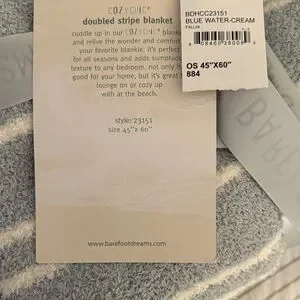 COZYCHIC®
doubled stripe blanket
cuddle up in our COZYCHIC® blanket
and relive the wonder and comfort
your favorite blankie. it's perfect
for all seasons and adds sumptuous
texture to any bedroom. not only is
good for your home, but it's great
lounge on or cozy up
with at the beach.
style: 23151
size 45" x 60"
www.barefootdreams.com
BDHCC23151
BLUE WATER-CREAM
OS 45"X60"
884
BARE